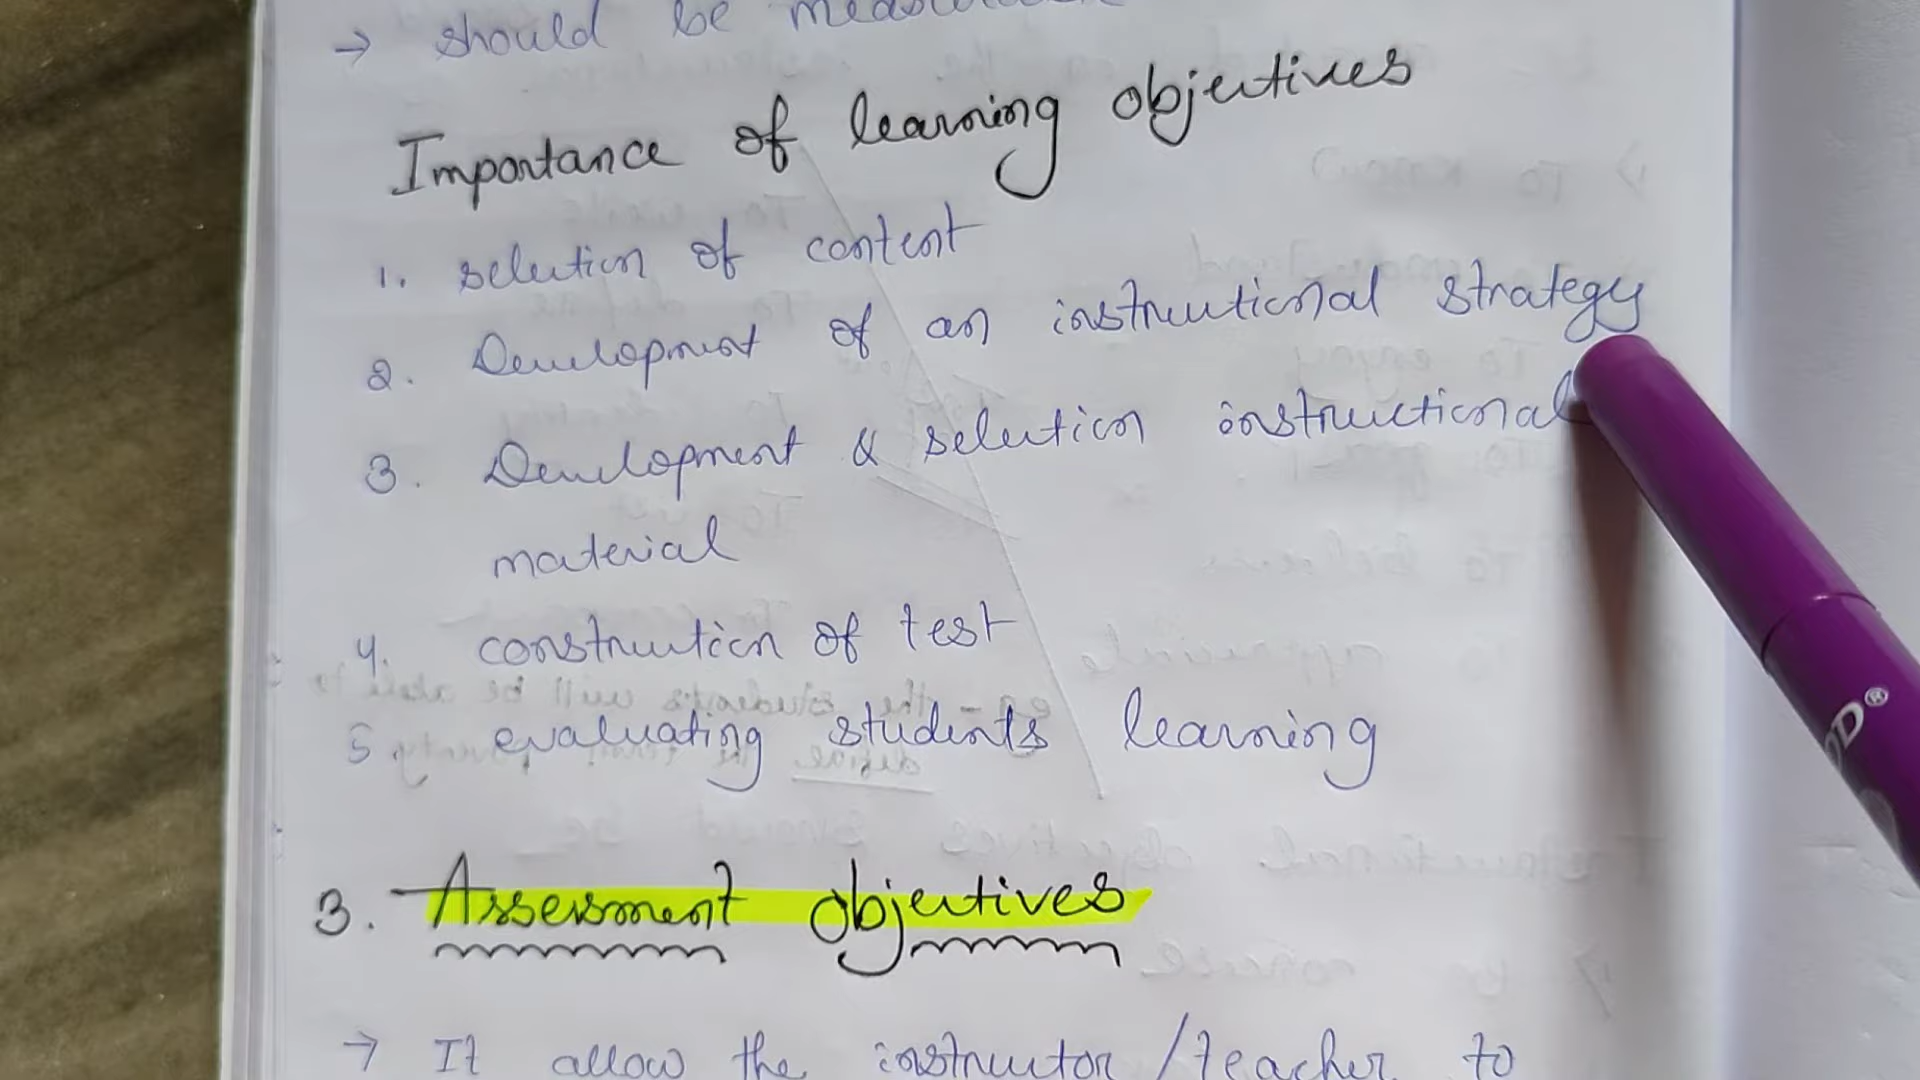 → should be
Importance of learning objectives
1. selection of content
2. Development of an instructional strategy
3. Development & selection instructional
material
4. construction of test
5. evaluating students learning
3. Assessment objectives
→ It allow the instructor/teacher to